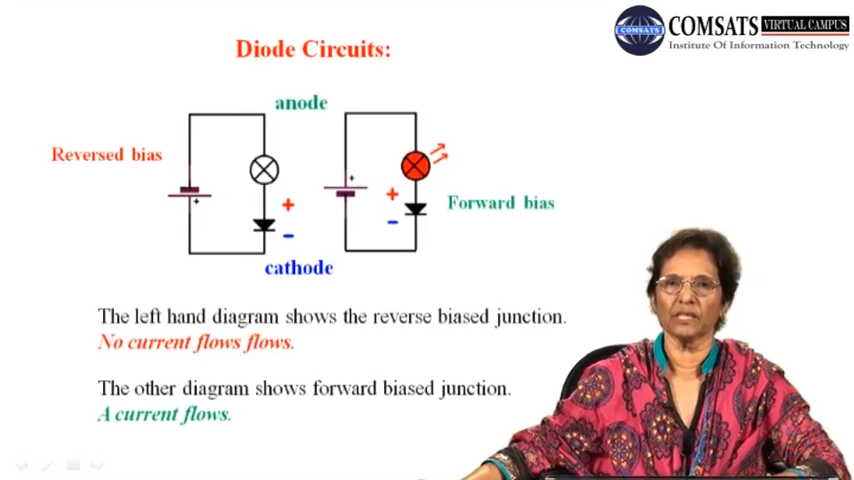 COMSATS
COMSATS VIRTUAL CAMPUS
Institute Of Information Technology
Diode Circuits:
anode
Reversed bias
+
+
+
+
Forward bias
-
-
cathode
The left hand diagram shows the reverse biased junction.
No current flows flows.
The other diagram shows forward biased junction.
A current flows.